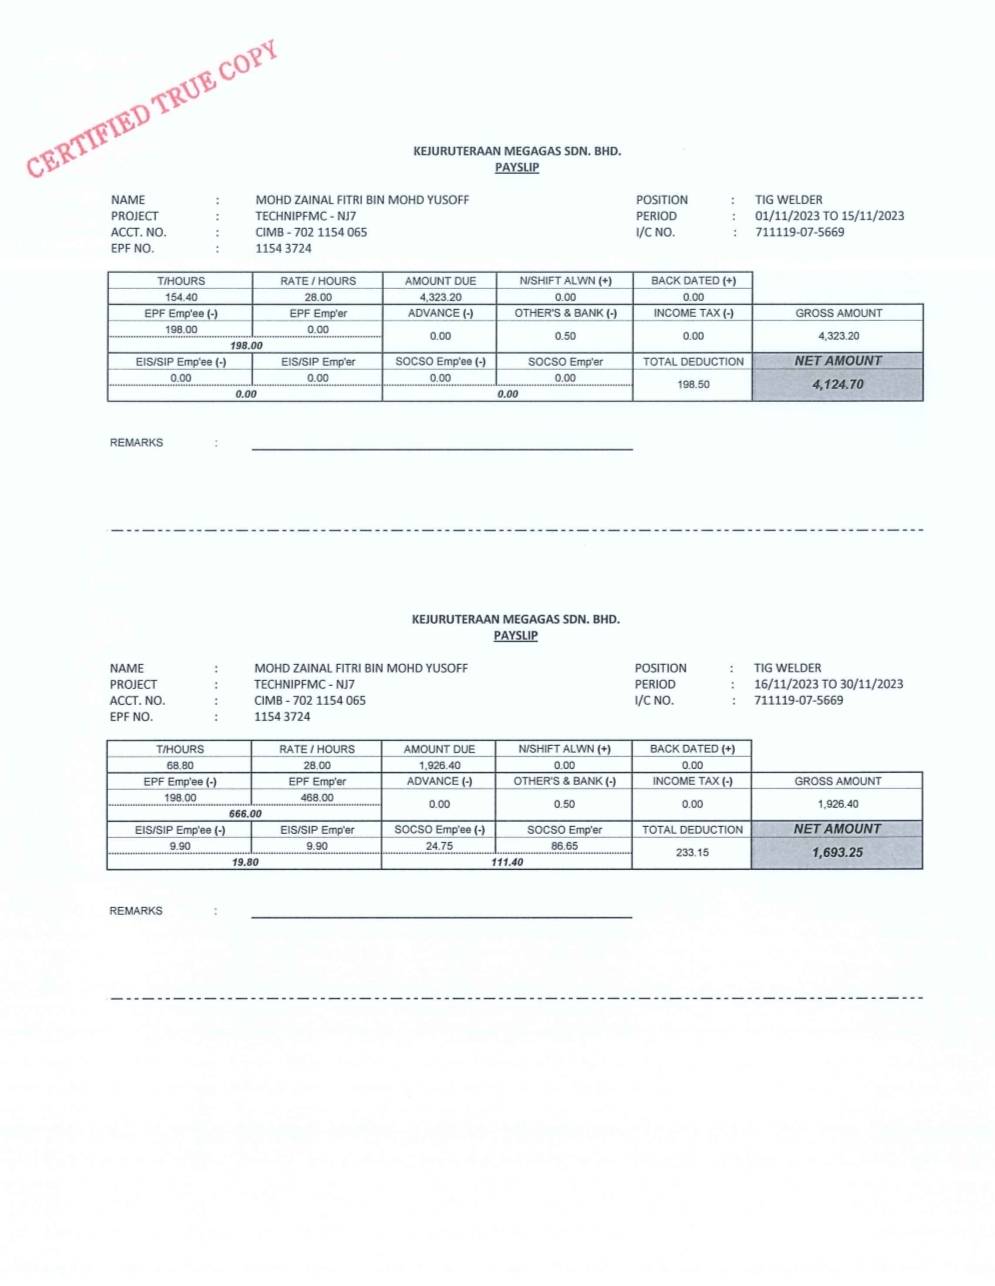 CERTIFIED TRUE COPY
KEJURUTERAAN MEGAGAS SDN. BHD.
PAYSLIP
NAME : MOHD ZAINAL FITRI BIN MOHD YUSOFF POSITION : TIG WELDER
PROJECT : TECHNIPFMC - NJ7 PERIOD : 01/11/2023 TO 15/11/2023
ACCT. NO. : CIMB - 702 1154 065 I/C NO. : 711119-07-5669
EPF NO. : 1154 3724
T/HOURS RATE / HOURS AMOUNT DUE N/SHIFT ALWN (+) BACK DATED (+)
154.40 28.00 4,323.20 0.00 0.00
EPF Emp'ee (-) EPF Emp'er ADVANCE (-) OTHER'S & BANK (-) INCOME TAX (-) GROSS AMOUNT
198.00 0.00 0.00 0.50 0.00 4,323.20
198.00
EIS/SIP Emp'ee (-) EIS/SIP Emp'er SOCSO Emp'ee (-) SOCSO Emp'er TOTAL DEDUCTION NET AMOUNT
0.00 0.00 0.00 0.00 198.50 4,124.70
0.00 0.00
REMARKS :
KEJURUTERAAN MEGAGAS SDN. BHD.
PAYSLIP
NAME : MOHD ZAINAL FITRI BIN MOHD YUSOFF POSITION : TIG WELDER
PROJECT : TECHNIPFMC - NJ7 PERIOD : 16/11/2023 TO 30/11/2023
ACCT. NO. : CIMB - 702 1154 065 I/C NO. : 711119-07-5669
EPF NO. : 1154 3724
T/HOURS RATE / HOURS AMOUNT DUE N/SHIFT ALWN (+) BACK DATED (+)
68.80 28.00 1,926.40 0.00 0.00
EPF Emp'ee (-) EPF Emp'er ADVANCE (-) OTHER'S & BANK (-) INCOME TAX (-) GROSS AMOUNT
198.00 468.00 0.00 0.50 0.00 1,926.40
666.00
EIS/SIP Emp'ee (-) EIS/SIP Emp'er SOCSO Emp'ee (-) SOCSO Emp'er TOTAL DEDUCTION NET AMOUNT
9.90 9.90 24.75 86.65 233.15 1,693.25
19.80 111.40
REMARKS :